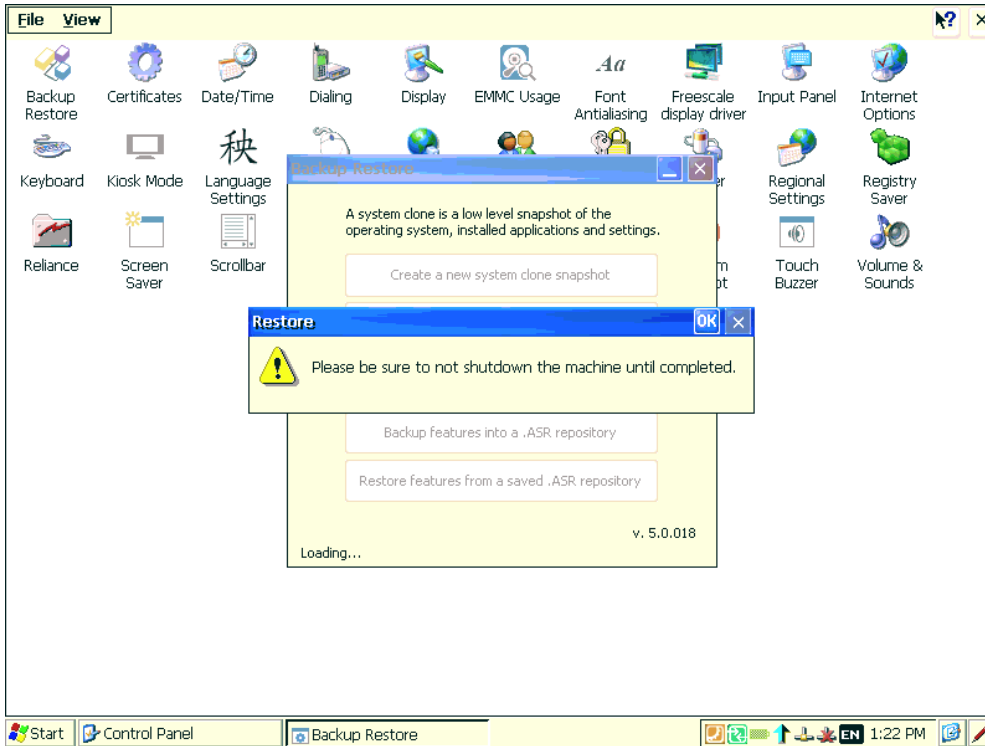 File View
?
Backup Restore
Certificates
Date/Time
Dialing
Display
EMMC Usage
Aa
Font Antialiasing
Freescale display driver
Input Panel
Internet Options
Keyboard
Kiosk Mode
秧
Language Settings
Regional Settings
Registry Saver
Reliance
Screen Saver
Scrollbar
Touch Buzzer
Volume & Sounds
Backup Restore
A system clone is a low level snapshot of the
operating system, installed applications and settings.
Create a new system clone snapshot
Restore
OK
Please be sure to not shutdown the machine until completed.
Backup features into a .ASR repository
Restore features from a saved .ASR repository
v. 5.0.018
Loading...
Start
Control Panel
Backup Restore
EN
1:22 PM